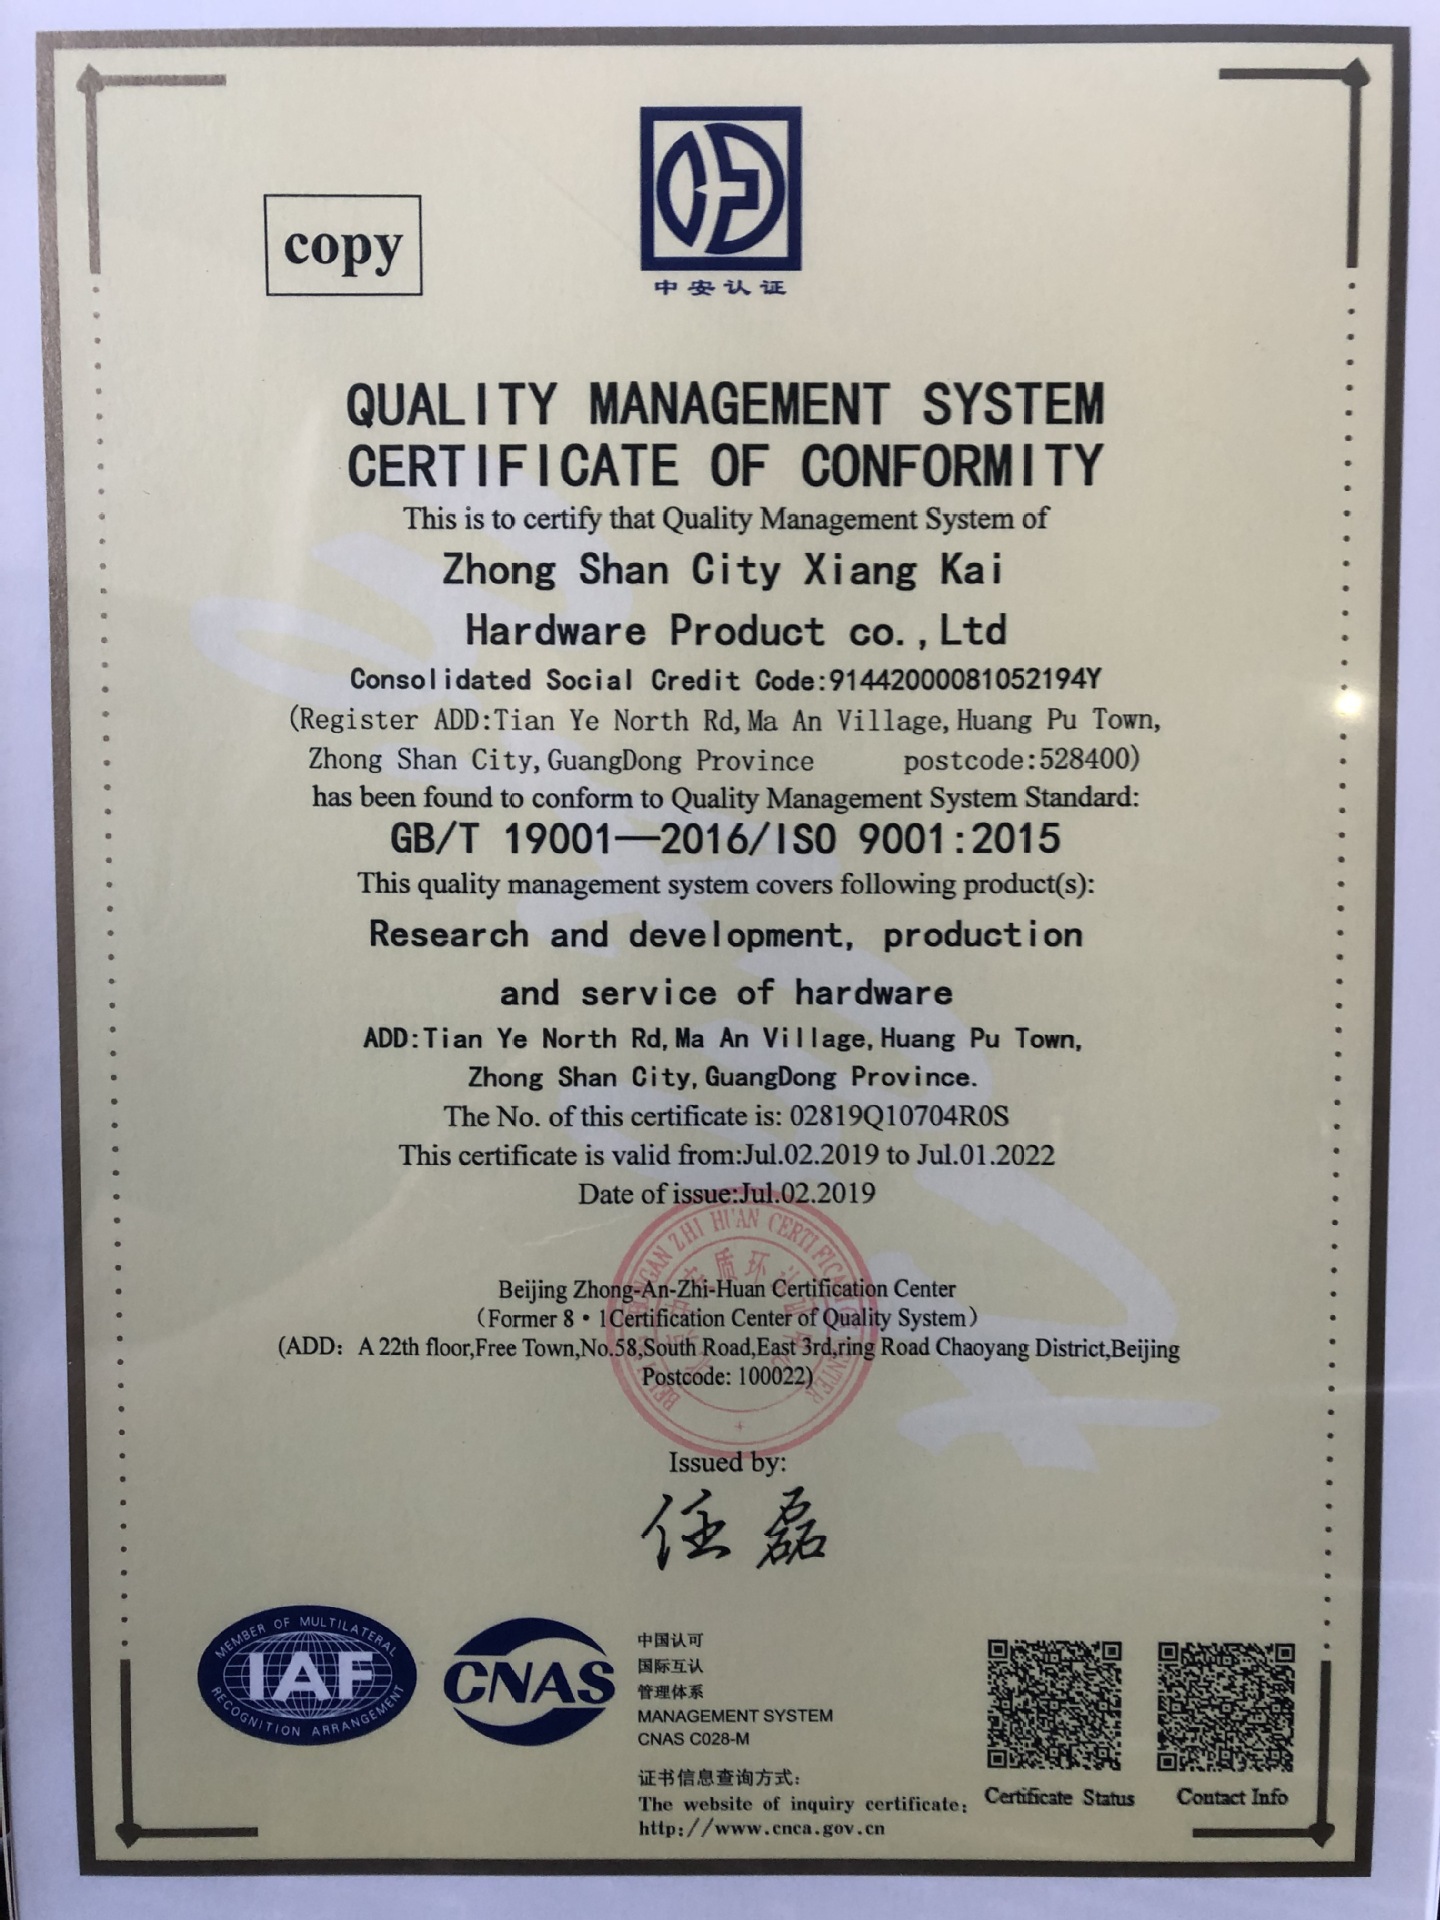 中安认证
copy
QUALITY MANAGEMENT SYSTEM
CERTIFICATE OF CONFORMITY
This is to certify that Quality Management System of
Zhong Shan City Xiang Kai
Hardware Product co.,Ltd
Consolidated Social Credit Code:91442000081052194Y
(Register ADD:Tian Ye North Rd,Ma An Village,Huang Pu Town,
Zhong Shan City,GuangDong Province postcode:528400)
has been found to conform to Quality Management System Standard:
GB/T 19001—2016/ISO 9001:2015
This quality management system covers following product(s):
Research and development, production
and service of hardware
ADD:Tian Ye North Rd,Ma An Village,Huang Pu Town,
Zhong Shan City,GuangDong Province.
The No. of this certificate is: 02819Q10704R0S
This certificate is valid from:Jul.02.2019 to Jul.01.2022
Date of issue:Jul.02.2019
Beijing Zhong-An-Zhi-Huan Certification Center
(Former 8·1Certification Center of Quality System)
(ADD: A 22th floor,Free Town,No.58,South Road,East 3rd,ring Road Chaoyang District,Beijing
Postcode: 100022)
Issued by:
任磊
MEMBER OF MULTILATERAL
IAF
RECOGNITION ARRANGEMENT
CNAS
中国认可
国际互认
管理体系
MANAGEMENT SYSTEM
CNAS C028-M
证书信息查询方式:
The website of inquiry certificate:
http://www.cnca.gov.cn
Certificate Status
Contact Info